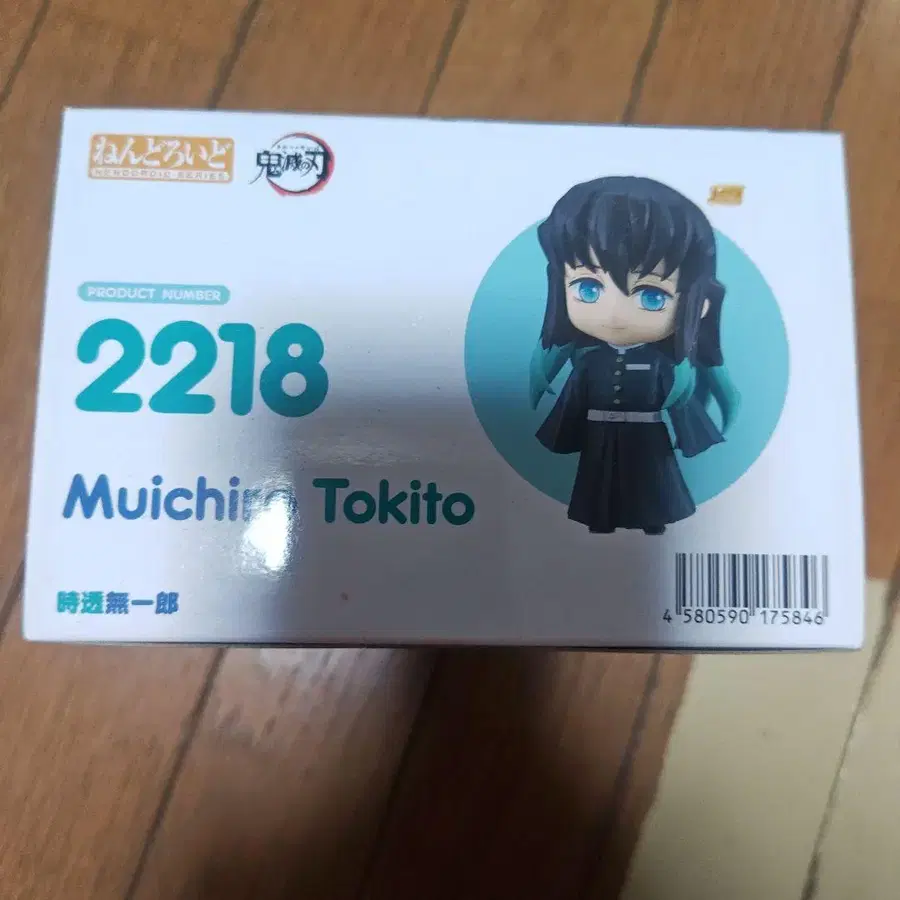 ねんどろいど
NENDOROID SERIES
鬼滅の刃
PRODUCT NUMBER
2218
Muichiro Tokito
時透無一郎
4 580590 175846